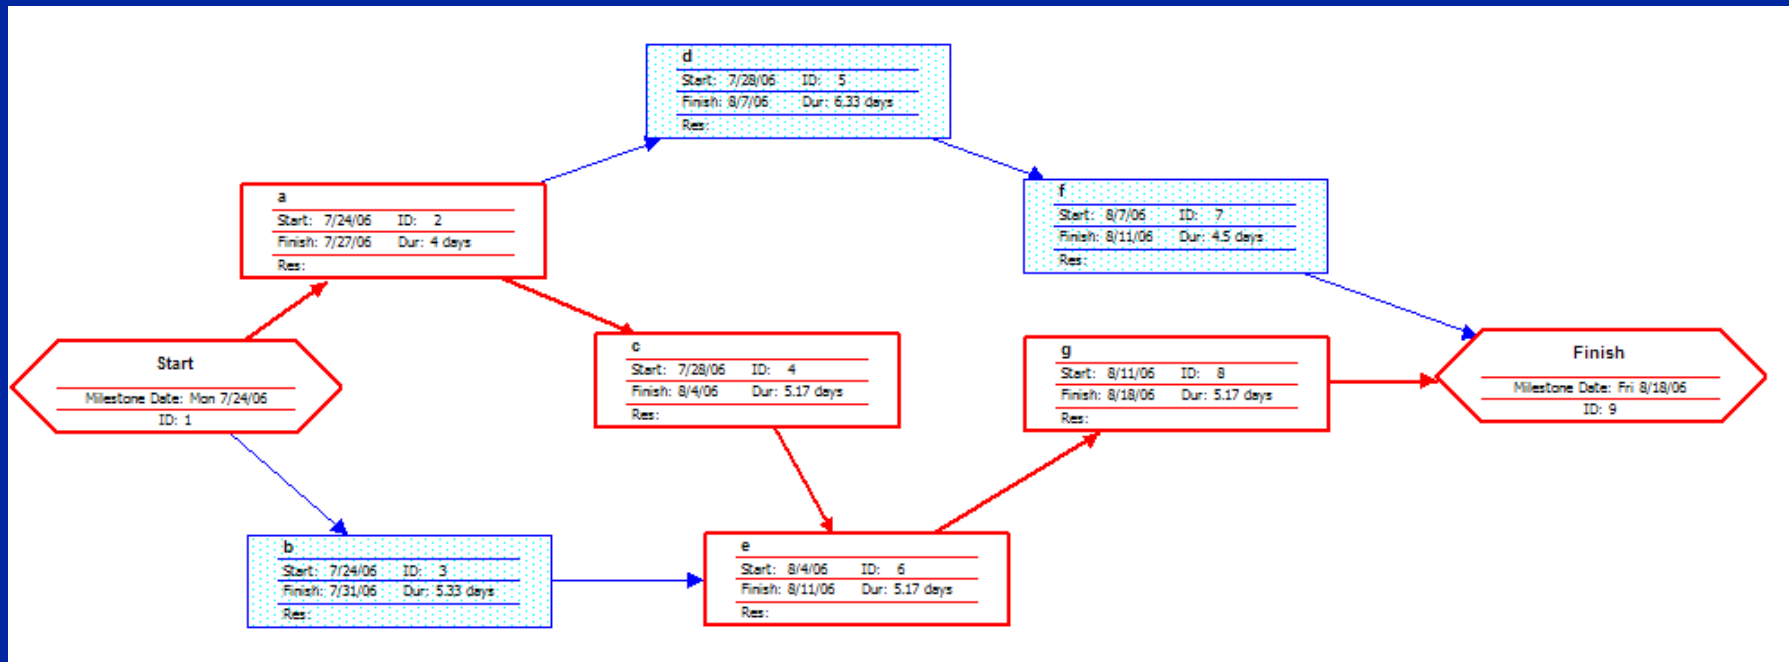 d
Start: 7/28/06 ID: 5
Finish: 8/7/06 Dur: 6.33 days
Res:
a
Start: 7/24/06 ID: 2
Finish: 7/27/06 Dur: 4 days
Res:
f
Start: 8/7/06 ID: 7
Finish: 8/11/06 Dur: 4.5 days
Res:
Start
Milestone Date: Mon 7/24/06
ID: 1
c
Start: 7/28/06 ID: 4
Finish: 8/4/06 Dur: 5.17 days
Res:
g
Start: 8/11/06 ID: 8
Finish: 8/18/06 Dur: 5.17 days
Res:
Finish
Milestone Date: Fri 8/18/06
ID: 9
b
Start: 7/24/06 ID: 3
Finish: 7/31/06 Dur: 5.33 days
Res:
e
Start: 8/4/06 ID: 6
Finish: 8/11/06 Dur: 5.17 days
Res: